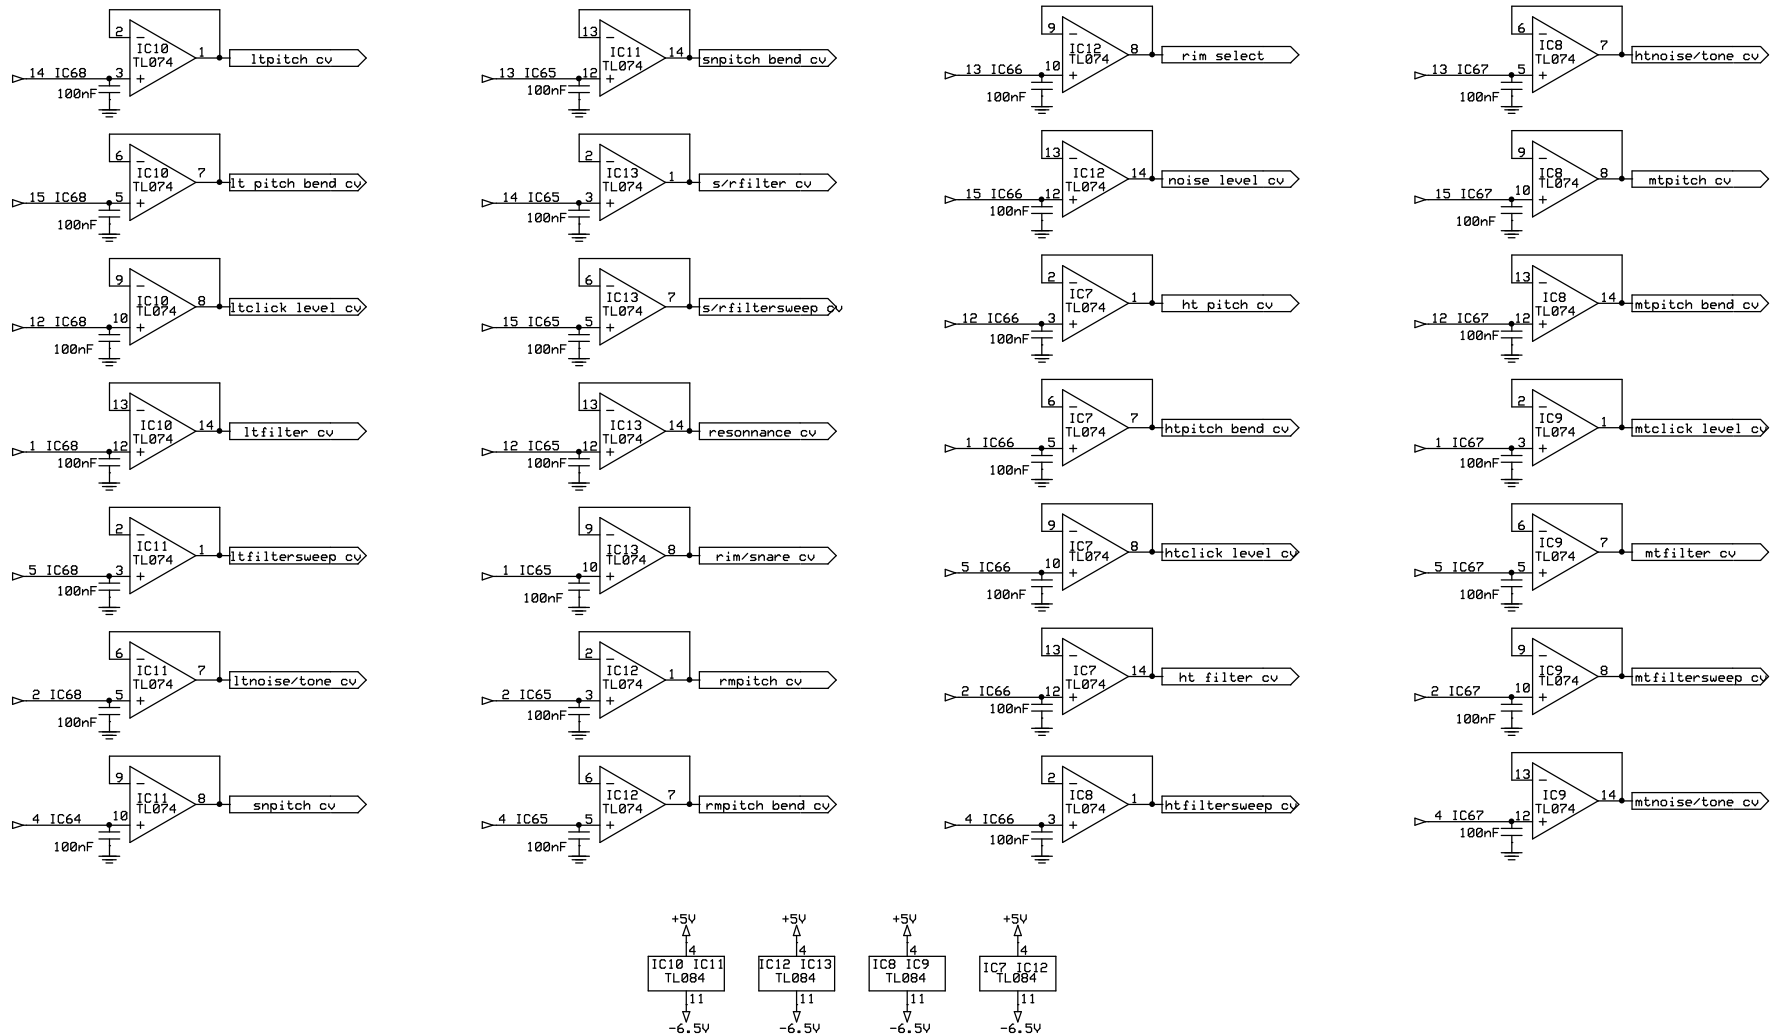 2 IC10 TL074 1 ltpitch cv
14 IC68 3
100nF
13 IC11 TL074 14 snpitch bend cv
13 IC65 12
100nF
9 IC12 TL074 8 rim select
13 IC66 10
100nF
6 IC8 TL074 7 htnoise/tone cv
13 IC67 5
100nF
6 IC10 TL074 7 lt pitch bend cv
15 IC68 5
100nF
2 IC13 TL074 1 s/rfilter cv
14 IC65 3
100nF
13 IC12 TL074 14 noise level cv
15 IC66 12
100nF
9 IC8 TL074 8 mtpitch cv
15 IC67 10
100nF
9 IC10 TL074 8 ltclick level cv
12 IC68 10
100nF
6 IC13 TL074 7 s/rfiltersweep cv
15 IC65 5
100nF
2 IC7 TL074 1 ht pitch cv
12 IC66 3
100nF
13 IC8 TL074 14 mtpitch bend cv
12 IC67 12
100nF
13 IC10 TL074 14 ltfilter cv
1 IC68 12
100nF
13 IC13 TL074 14 resonnance cv
12 IC65 12
100nF
6 IC7 TL074 7 htpitch bend cv
1 IC66 5
100nF
2 IC9 TL074 1 mtclick level cv
1 IC67 3
100nF
2 IC11 TL074 1 ltfiltersweep cv
5 IC68 3
100nF
9 IC13 TL074 8 rim/snare cv
1 IC65 10
100nF
9 IC7 TL074 8 htclick level cv
5 IC66 10
100nF
6 IC9 TL074 7 mtfilter cv
5 IC67 5
100nF
6 IC11 TL074 7 ltnoise/tone cv
2 IC68 5
100nF
2 IC12 TL074 1 rmpitch cv
2 IC65 3
100nF
13 IC7 TL074 14 ht filter cv
2 IC66 12
100nF
9 IC9 TL074 8 mtfiltersweep cv
2 IC67 10
100nF
9 IC11 TL074 8 snpitch cv
4 IC64 10
100nF
6 IC12 TL074 7 rmpitch bend cv
4 IC65 5
100nF
2 IC8 TL074 1 htfiltersweep cv
4 IC66 3
100nF
13 IC9 TL074 14 mtnoise/tone cv
4 IC67 12
100nF
+5V +5V +5V +5V
4 4 4 4
IC10 IC11 IC12 IC13 IC8 IC9 IC7 IC12
TL084 TL084 TL084 TL084
11 11 11 11
-6.5V -6.5V -6.5V -6.5V